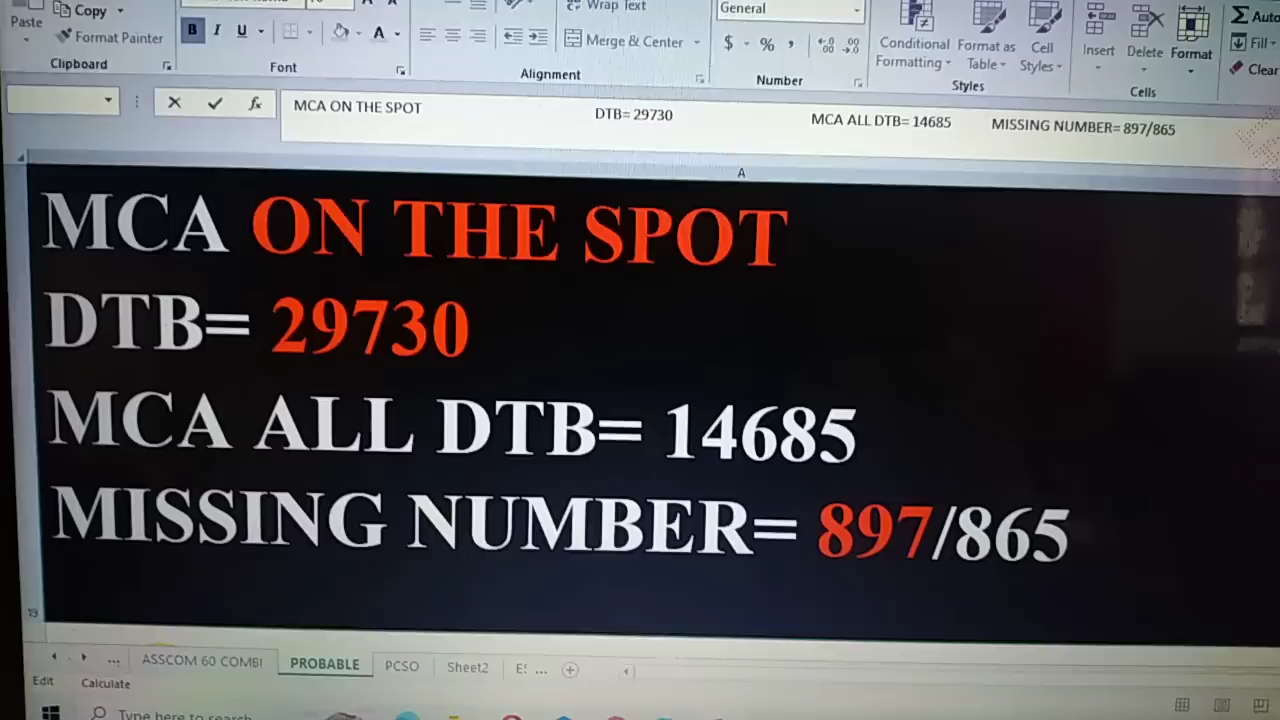 Paste
Copy
Format Painter
Clipboard
B I U
A
Font
Wrap Text
Merge & Center
Alignment
General
$ % ,
Number
Conditional Formatting
Format as Table
Cell Styles
Styles
Insert
Delete
Format
Cells
Σ Auto
Fill
Clear
fx
MCA ON THE SPOT DTB= 29730 MCA ALL DTB= 14685 MISSING NUMBER= 897/865
A
MCA ON THE SPOT
DTB= 29730
MCA ALL DTB= 14685
MISSING NUMBER= 897/865
19
... ASSCOM 60 COMBI PROBABLE PCSO Sheet2 E! ...
Edit Calculate
Type here to search